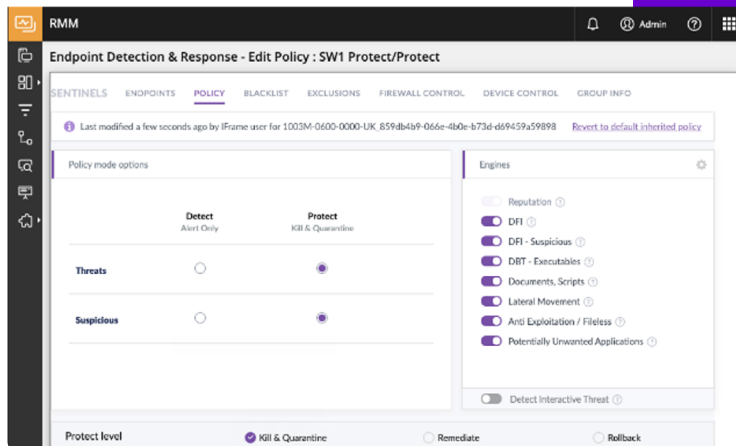 RMM
Admin
Endpoint Detection & Response - Edit Policy : SW1 Protect/Protect
SENTINELS ENDPOINTS POLICY BLACKLIST EXCLUSIONS FIREWALL CONTROL DEVICE CONTROL GROUP INFO
Last modified a few seconds ago by IFrame user for 1003M-0600-0000-UK_859db4b9-066e-4b0e-b73d-d69459a59898 Revert to default inherited policy
Policy mode options
Detect
Alert Only
Protect
Kill & Quarantine
Threats
Suspicious
Engines
Reputation
DFI
DFI - Suspicious
DBT - Executables
Documents, Scripts
Lateral Movement
Anti Exploitation / Fileless
Potentially Unwanted Applications
Detect Interactive Threat
Protect level Kill & Quarantine Remediate Rollback